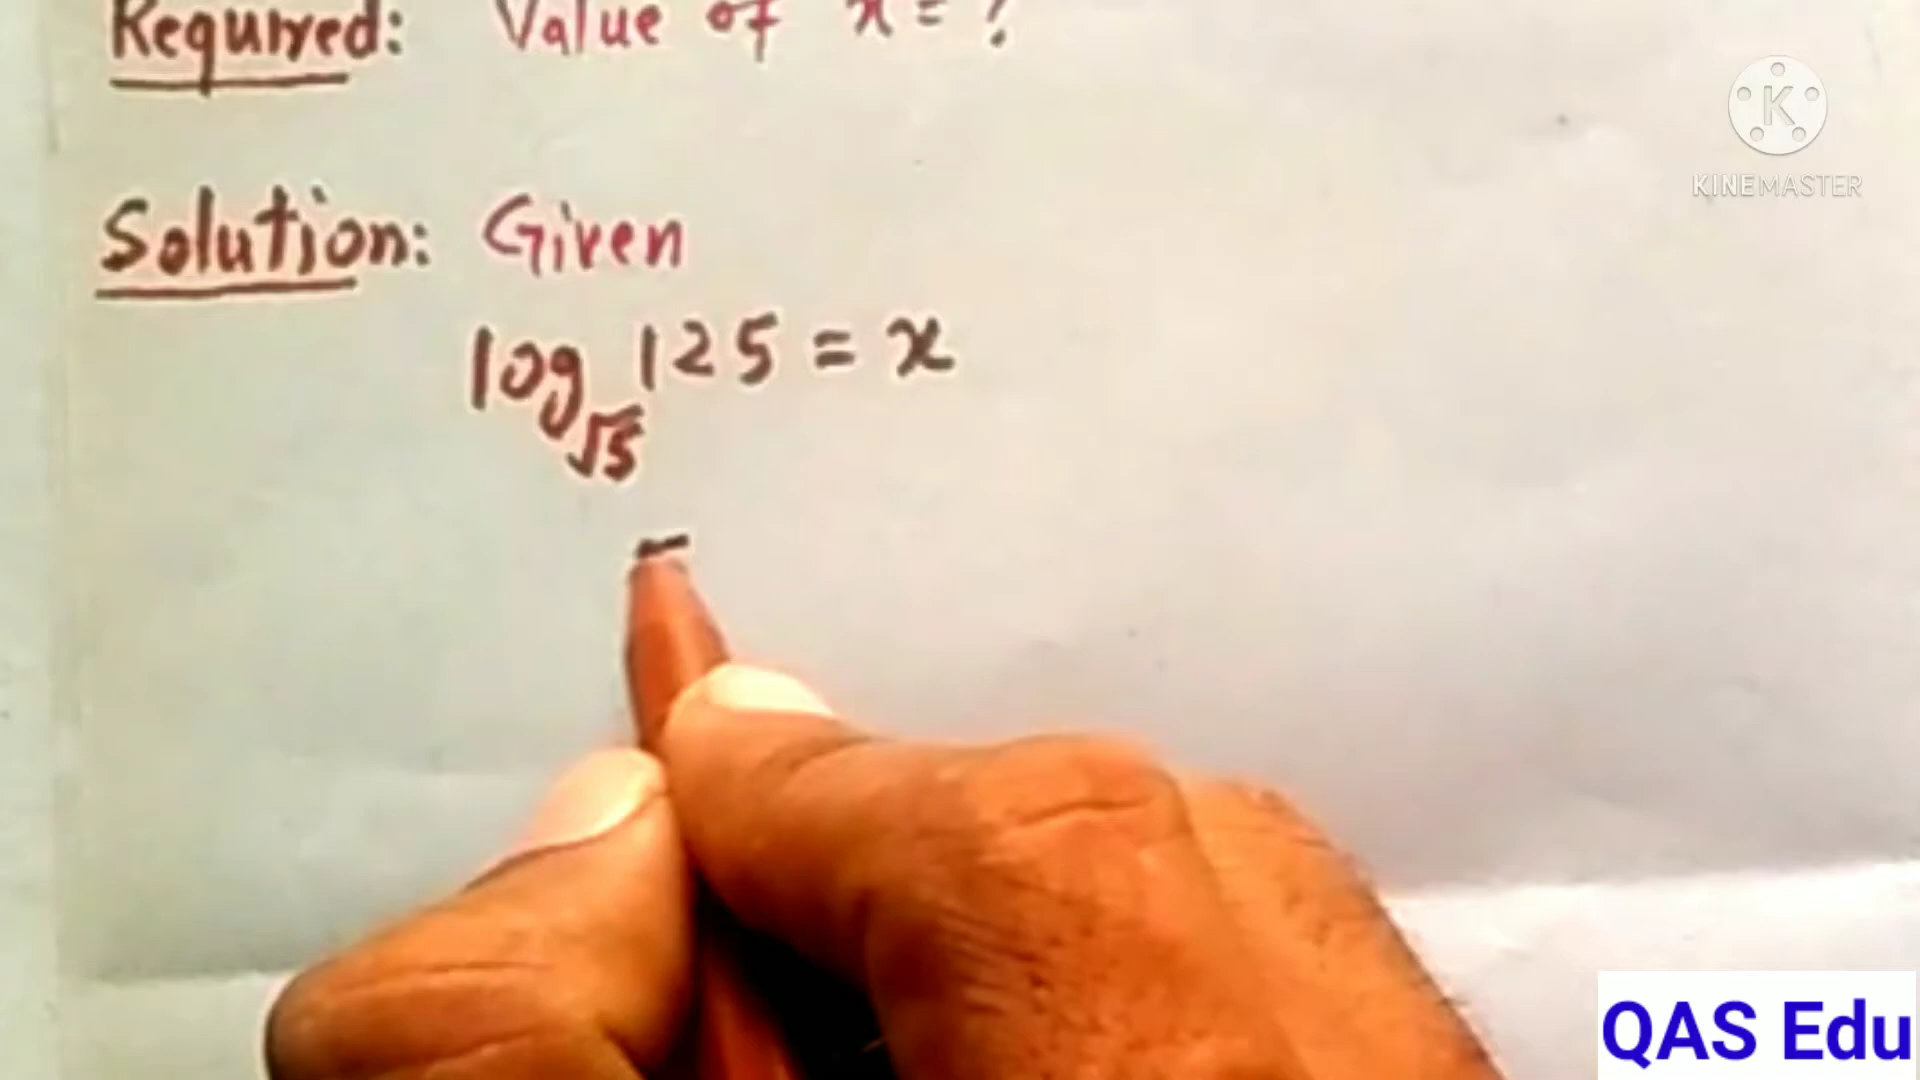 Required: Value of x = ?
K
KINEMASTER
Solution: Given
log√5 125 = x
QAS Edu